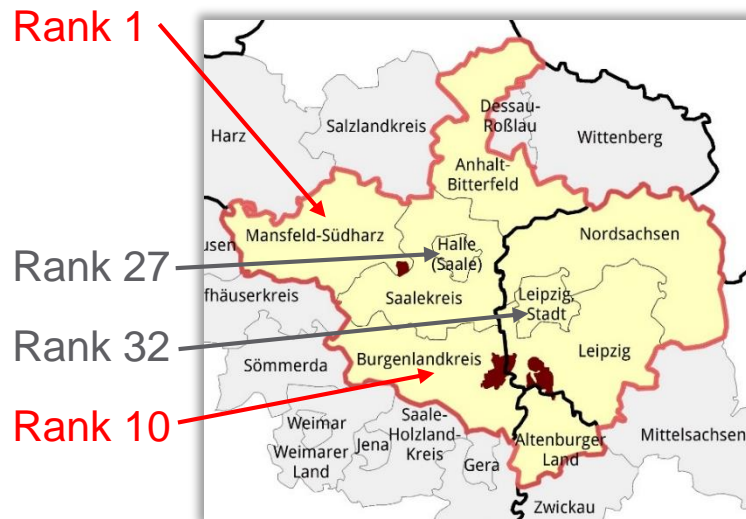 Rank 1
Rank 27
Rank 32
Rank 10
Harz
Salzlandkreis
Dessau-
Roßlau
Wittenberg
Anhalt-
Bitterfeld
Mansfeld-Südharz
Halle
(Saale)
Nordsachsen
usen
fhäuserkreis
Saalekreis
Leipzig,
Stadt
Sömmerda
Burgenlandkreis
Leipzig
Weimar
Weimarer
Land
Jena
Saale-
Holzland-
Kreis
Gera
Altenburger
Land
Mittelsachsen
Zwickau